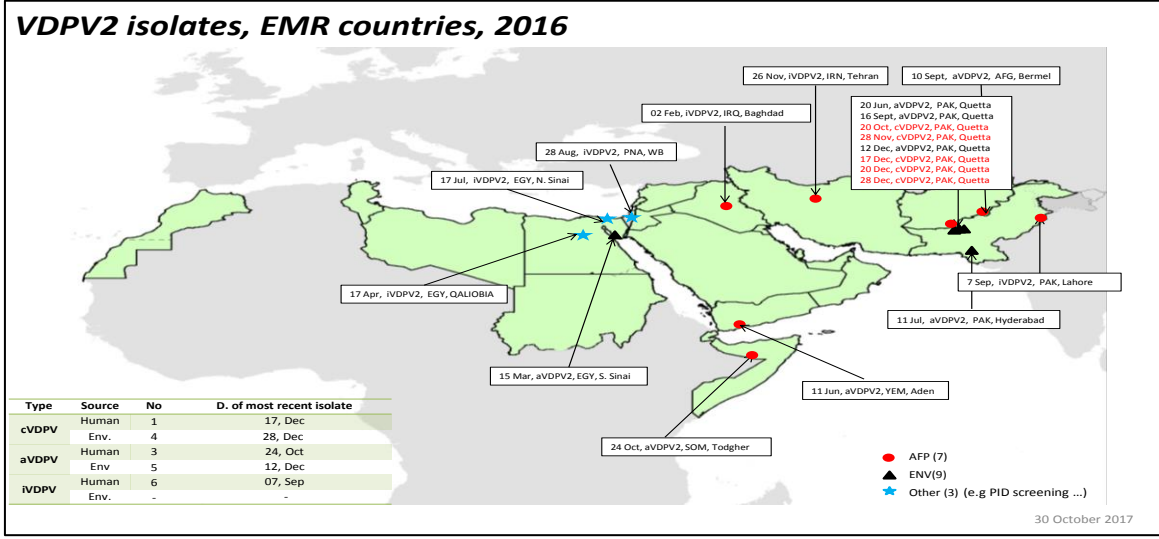 VDPV2 isolates, EMR countries, 2016
26 Nov, iVDPV2, IRN, Tehran
10 Sept, aVDPV2, AFG, Bermel
02 Feb, iVDPV2, IRQ, Baghdad
20 Jun, aVDPV2, PAK, Quetta
16 Sept, aVDPV2, PAK, Quetta
20 Oct, cVDPV2, PAK, Quetta
28 Nov, cVDPV2, PAK, Quetta
12 Dec, aVDPV2, PAK, Quetta
17 Dec, cVDPV2, PAK, Quetta
20 Dec, cVDPV2, PAK, Quetta
28 Dec, cVDPV2, PAK, Quetta
28 Aug, iVDPV2, PNA, WB
17 Jul, iVDPV2, EGY, N. Sinai
17 Apr, iVDPV2, EGY, QALIOBIA
7 Sep, iVDPV2, PAK, Lahore
11 Jul, aVDPV2, PAK, Hyderabad
15 Mar, aVDPV2, EGY, S. Sinai
11 Jun, aVDPV2, YEM, Aden
24 Oct, aVDPV2, SOM, Todgher
Type Source No D. of most recent isolate
cVDPV Human 1 17, Dec
Env. 4 28, Dec
aVDPV Human 3 24, Oct
Env 5 12, Dec
iVDPV Human 6 07, Sep
Env. - -
AFP (7)
ENV(9)
Other (3) (e.g PID screening ...)
30 October 2017